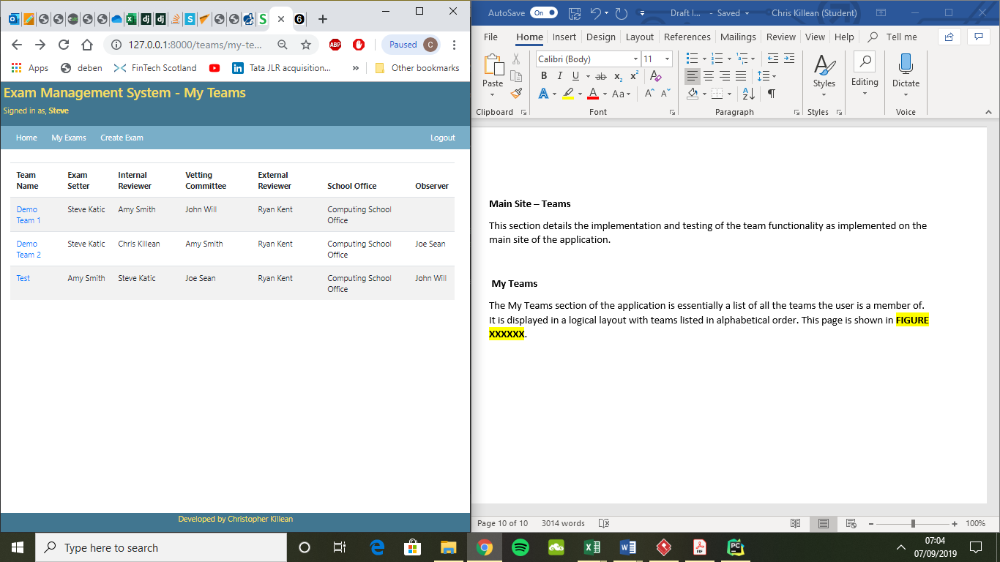 AutoSave On Draft I... - Saved Chris Killean (Student)
127.0.0.1:8000/teams/my-te... ABP Paused C
File Home Insert Design Layout References Mailings Review View Help Tell me
Apps deben FinTech Scotland Tata JLR acquisition... » Other bookmarks
Calibri (Body) 11
Paste
Styles Editing Dictate
Clipboard Font Paragraph Styles Voice
Exam Management System - My Teams
Signed in as, Steve
Home My Exams Create Exam Logout
Team Name Exam Setter Internal Reviewer Vetting Committee External Reviewer School Office Observer
Demo Team 1 Steve Katic Amy Smith John Will Ryan Kent Computing School Office
Demo Team 2 Steve Katic Chris Killean Amy Smith Ryan Kent Computing School Office Joe Sean
Test Amy Smith Steve Katic Joe Sean Ryan Kent Computing School Office John Will
Developed by Christopher Killean
Main Site – Teams
This section details the implementation and testing of the team functionality as implemented on the
main site of the application.
My Teams
The My Teams section of the application is essentially a list of all the teams the user is a member of.
It is displayed in a logical layout with teams listed in alphabetical order. This page is shown in FIGURE
XXXXXX.
Page 10 of 10 3014 words 100%
Type here to search
07:04
07/09/2019